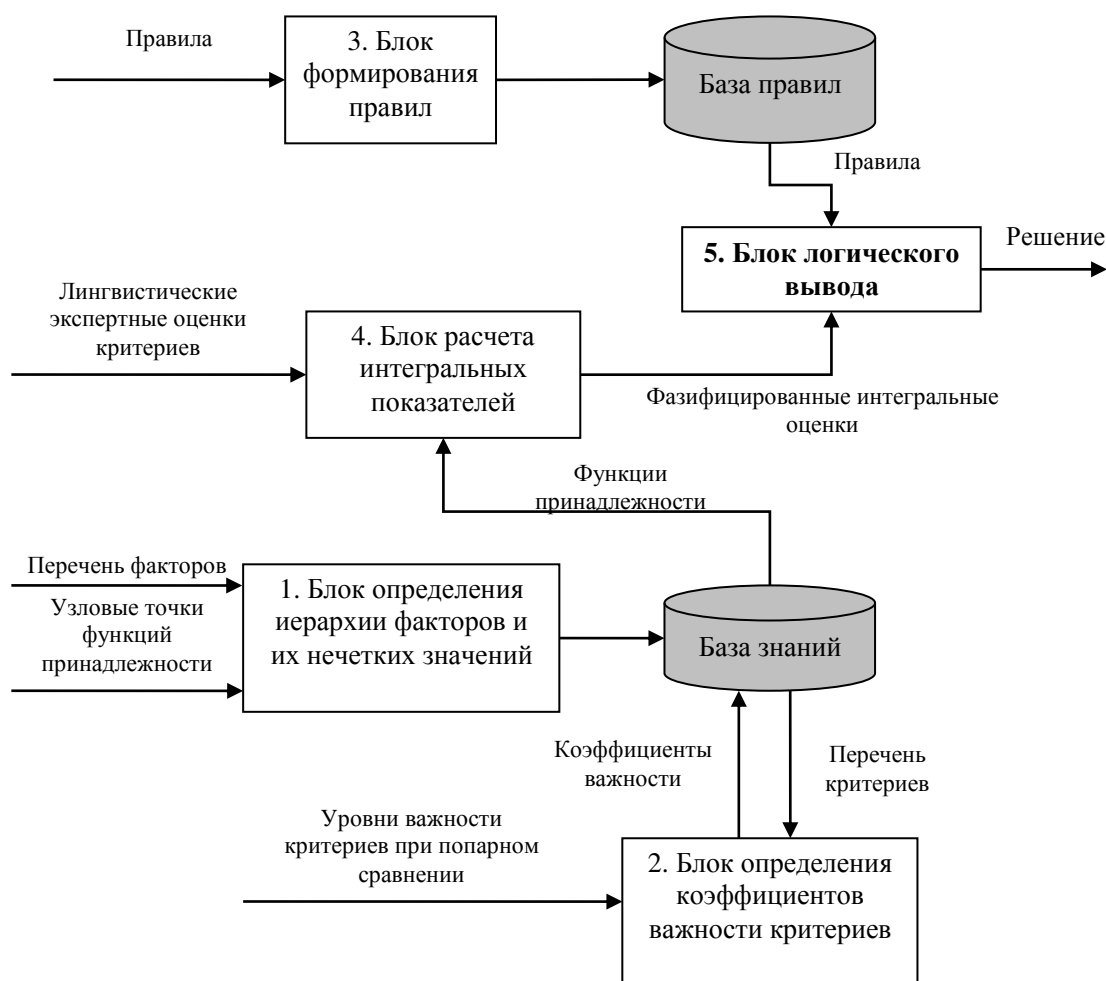 Правила
3. Блок
формирования
правил
База правил
Правила
Решение
5. Блок логического
вывода
Лингвистические
экспертные оценки
критериев
4. Блок расчета
интегральных
показателей
Фазифицированные интегральные
оценки
Функции
принадлежности
Перечень факторов
Узловые точки
функций
принадлежности
1. Блок определения
иерархии факторов и
их нечетких значений
База знаний
Коэффициенты
важности
Перечень
критериев
Уровни важности
критериев при попарном
сравнении
2. Блок определения
коэффициентов
важности критериев